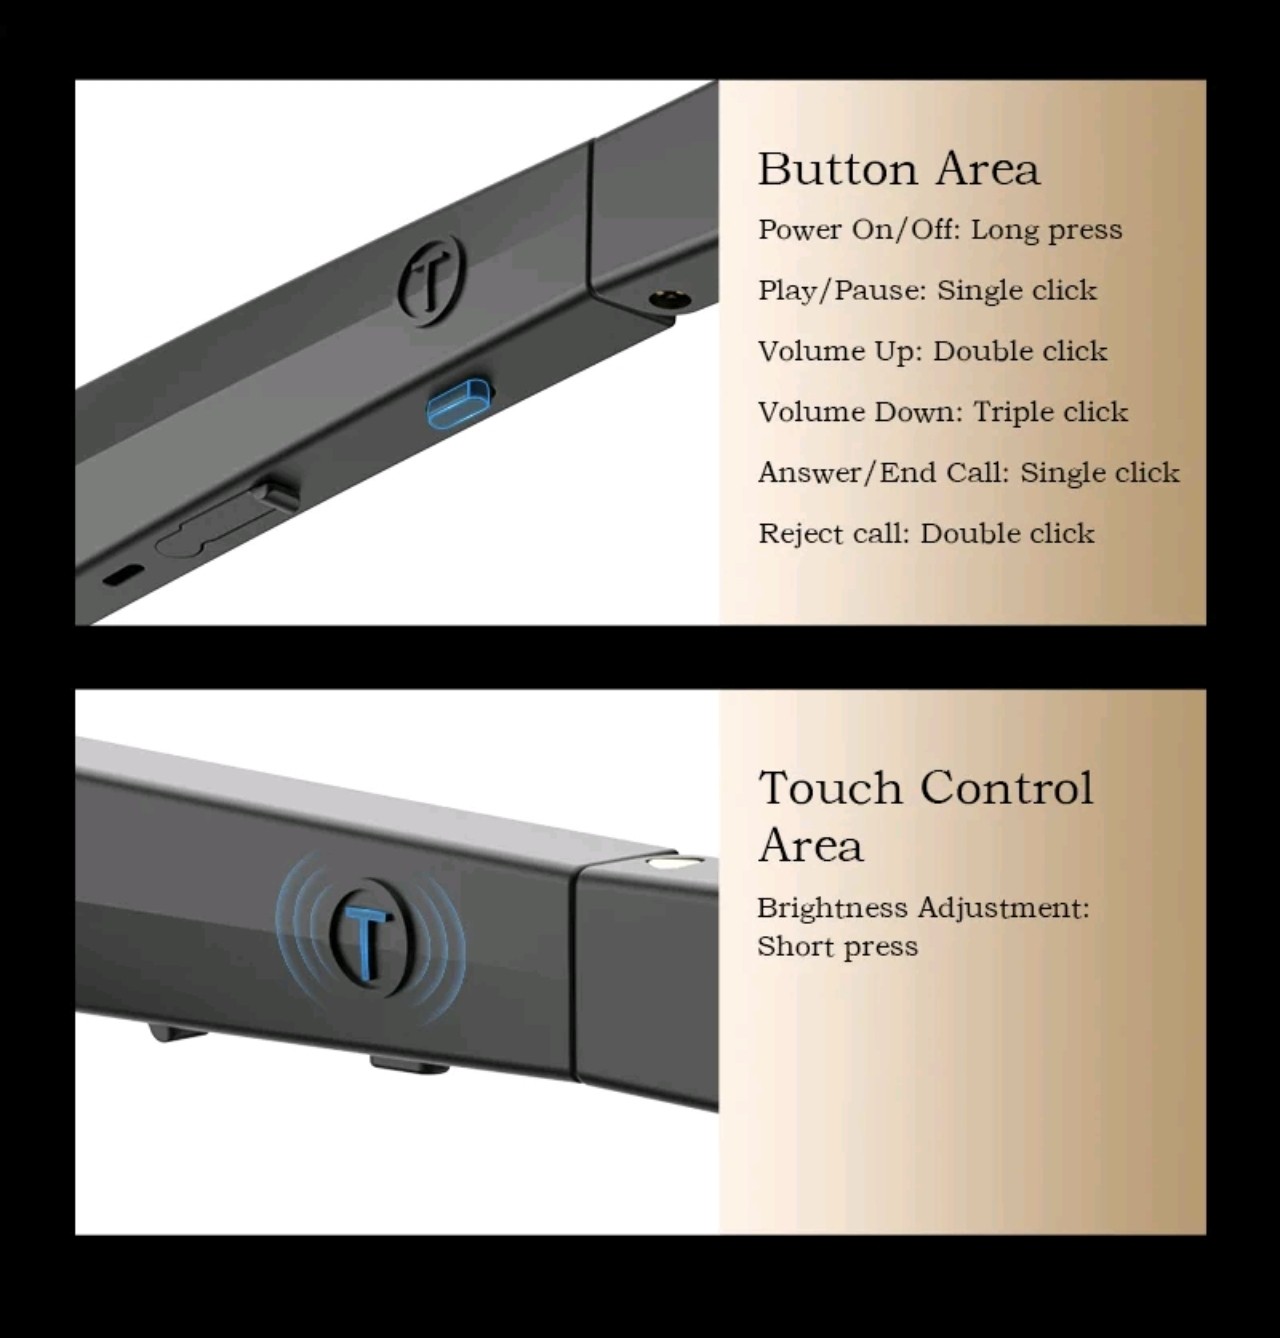 T
Button Area
Power On/Off: Long press
Play/Pause: Single click
Volume Up: Double click
Volume Down: Triple click
Answer/End Call: Single click
Reject call: Double click
T
Touch Control
Area
Brightness Adjustment:
Short press